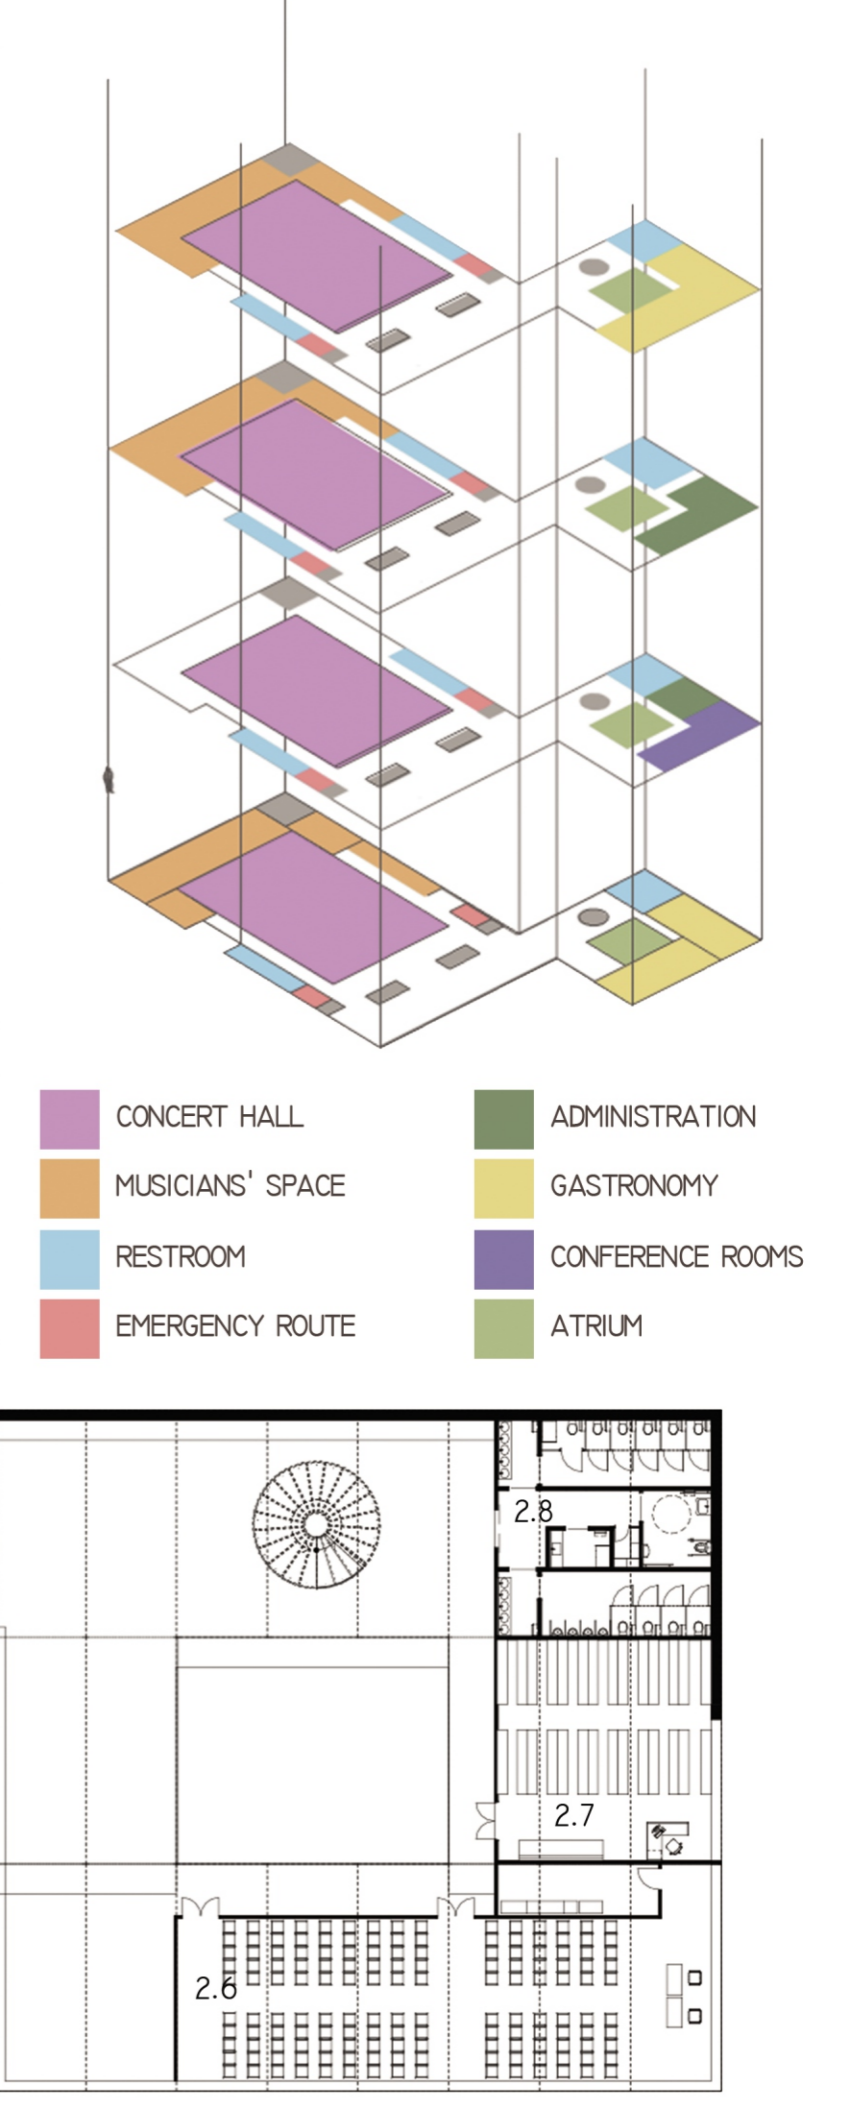 CONCERT HALL
MUSICIANS' SPACE
RESTROOM
EMERGENCY ROUTE
ADMINISTRATION
GASTRONOMY
CONFERENCE ROOMS
ATRIUM
2.8
2.7
2.6